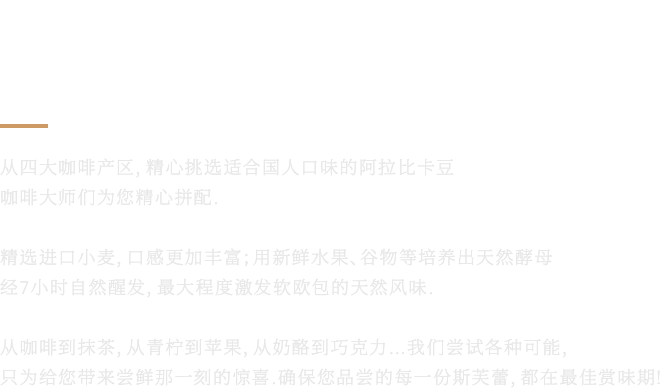 从四大咖啡产区, 精心挑选适合国人口味的阿拉比卡豆
咖啡大师们为您精心拼配.
精选进口小麦, 口感更加丰富; 用新鲜水果、谷物等培养出天然酵母
经7小时自然醒发, 最大程度激发软欧包的天然风味.
从咖啡到抹茶, 从青柠到苹果, 从奶酪到巧克力...我们尝试各种可能,
只为给您带来尝鲜那一刻的惊喜.确保您品尝的每一份斯芙蕾, 都在最佳赏味期